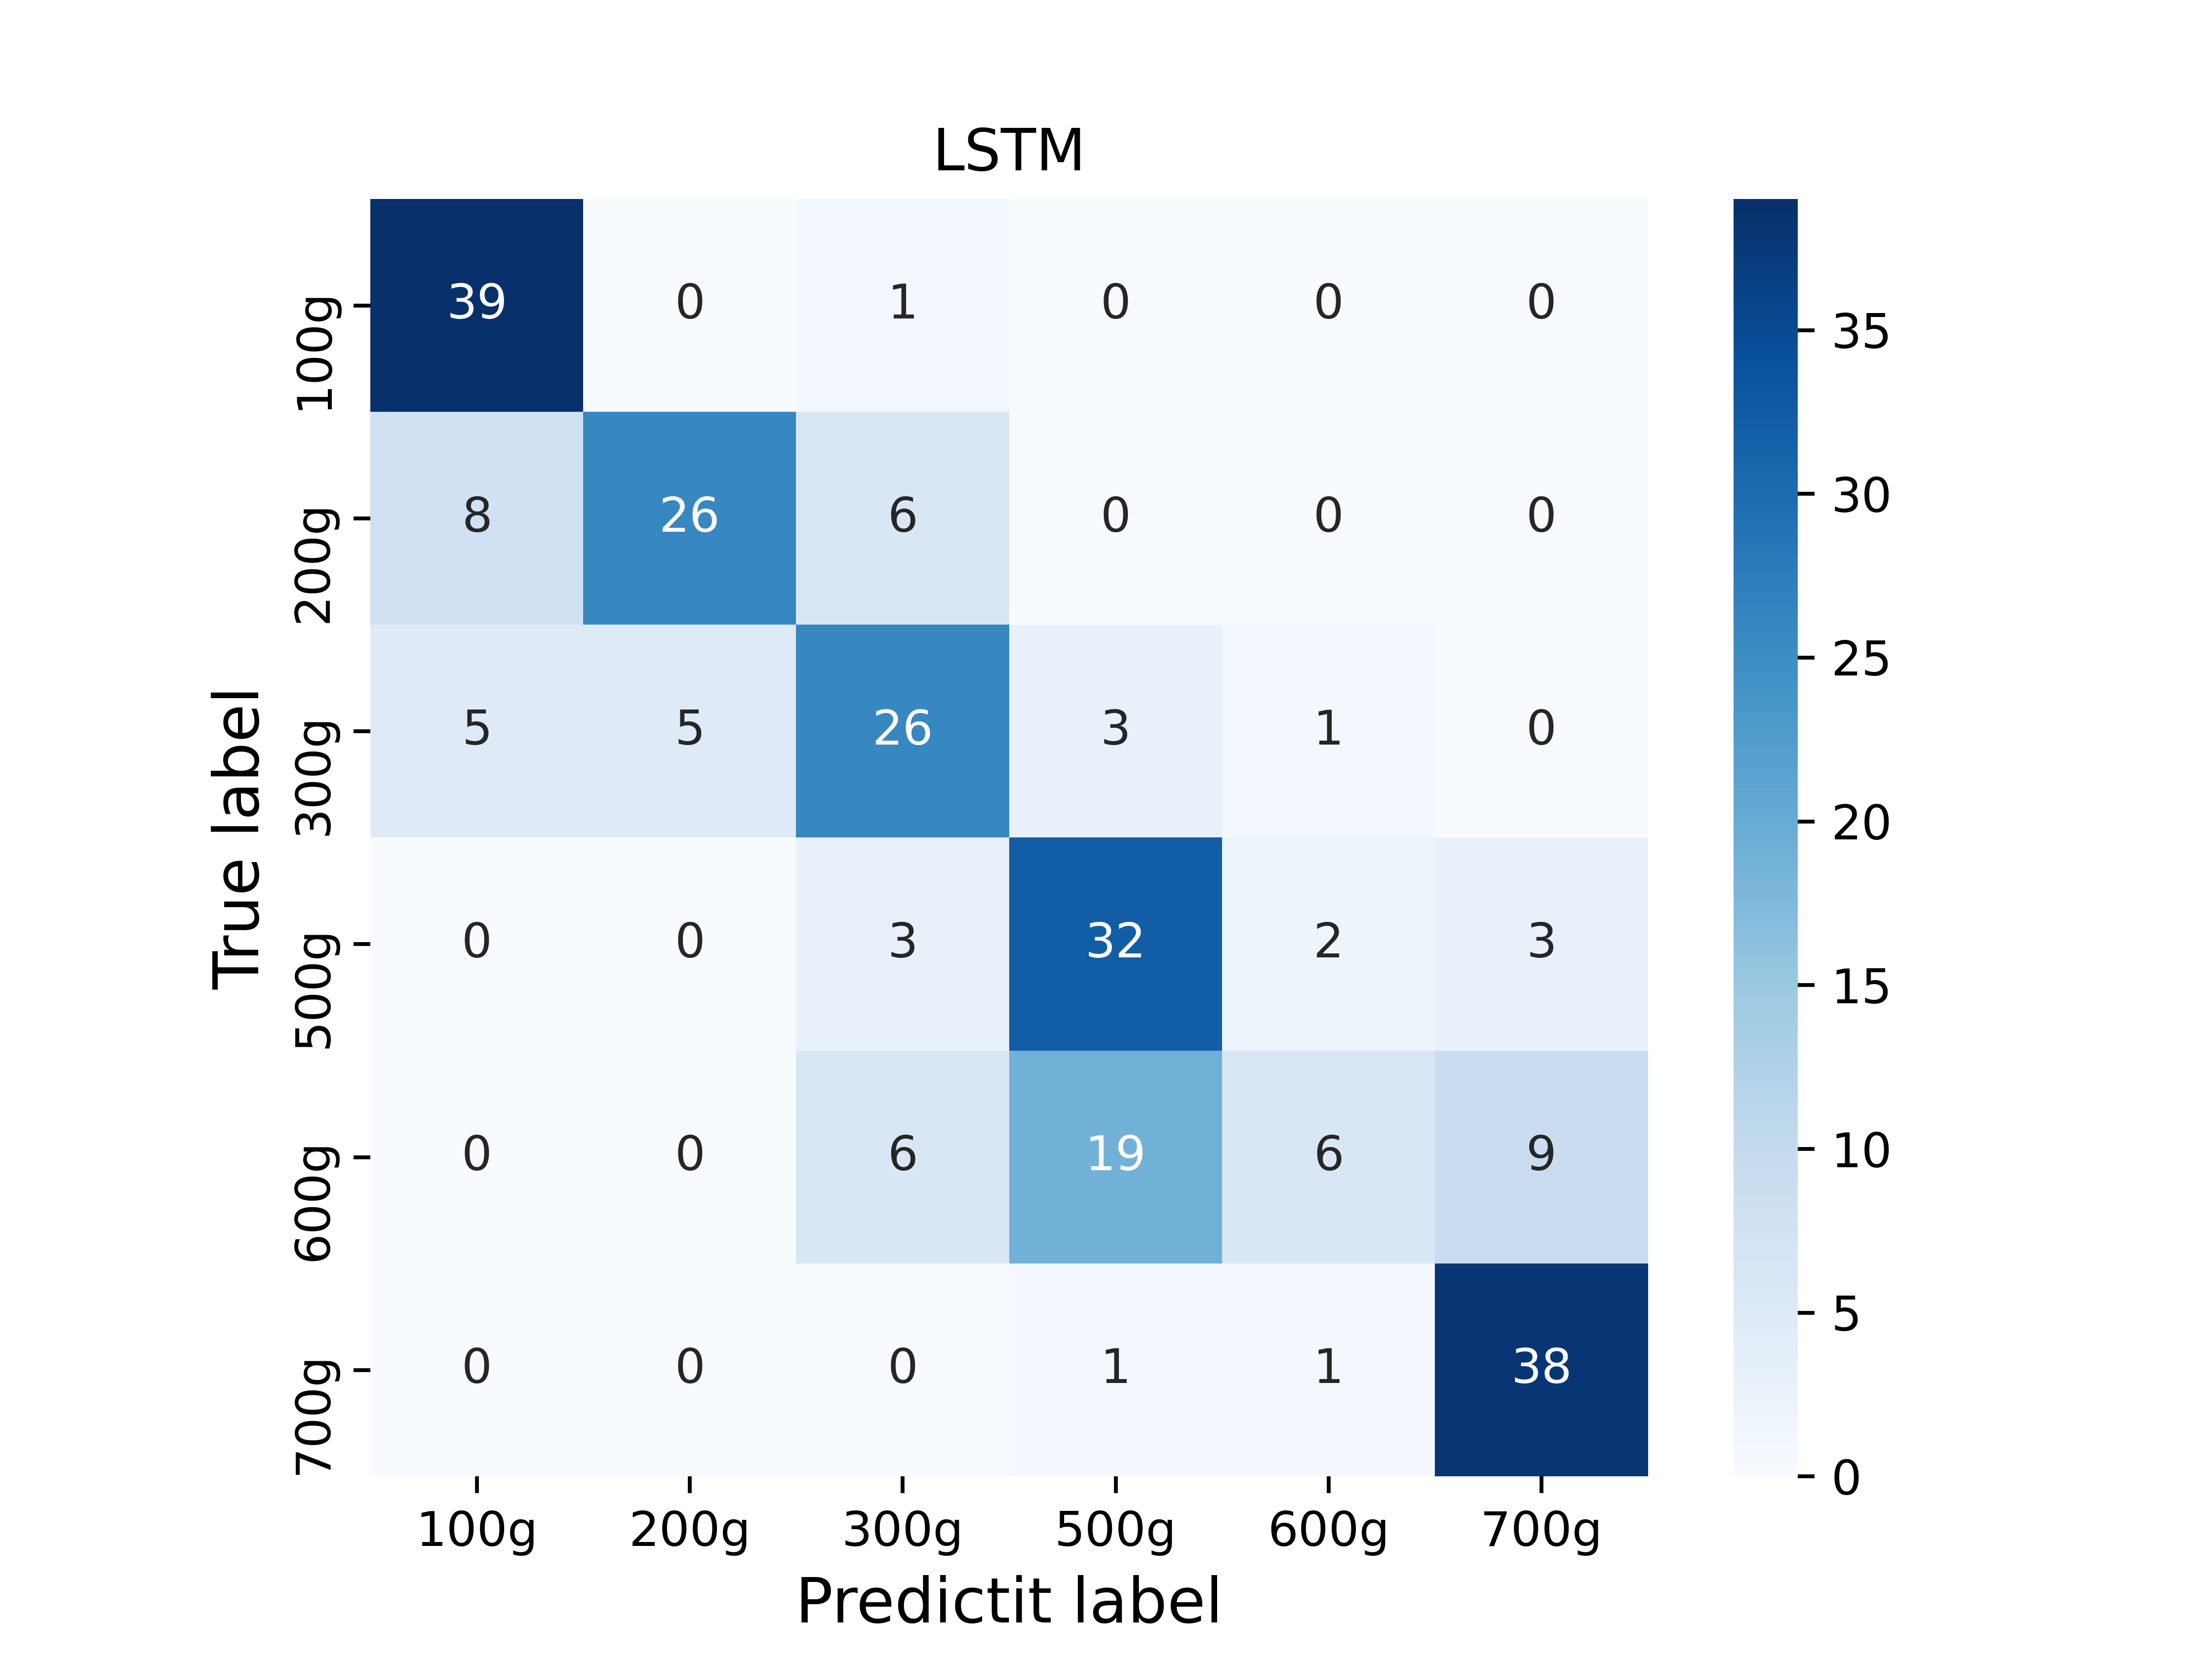 LSTM
True label
100g 39 0 1 0 0 0
200g 8 26 6 0 0 0
300g 5 5 26 3 1 0
500g 0 0 3 32 2 3
600g 0 0 6 19 6 9
700g 0 0 0 1 1 38
100g 200g 300g 500g 600g 700g
Predictit label
35
30
25
20
15
10
5
0